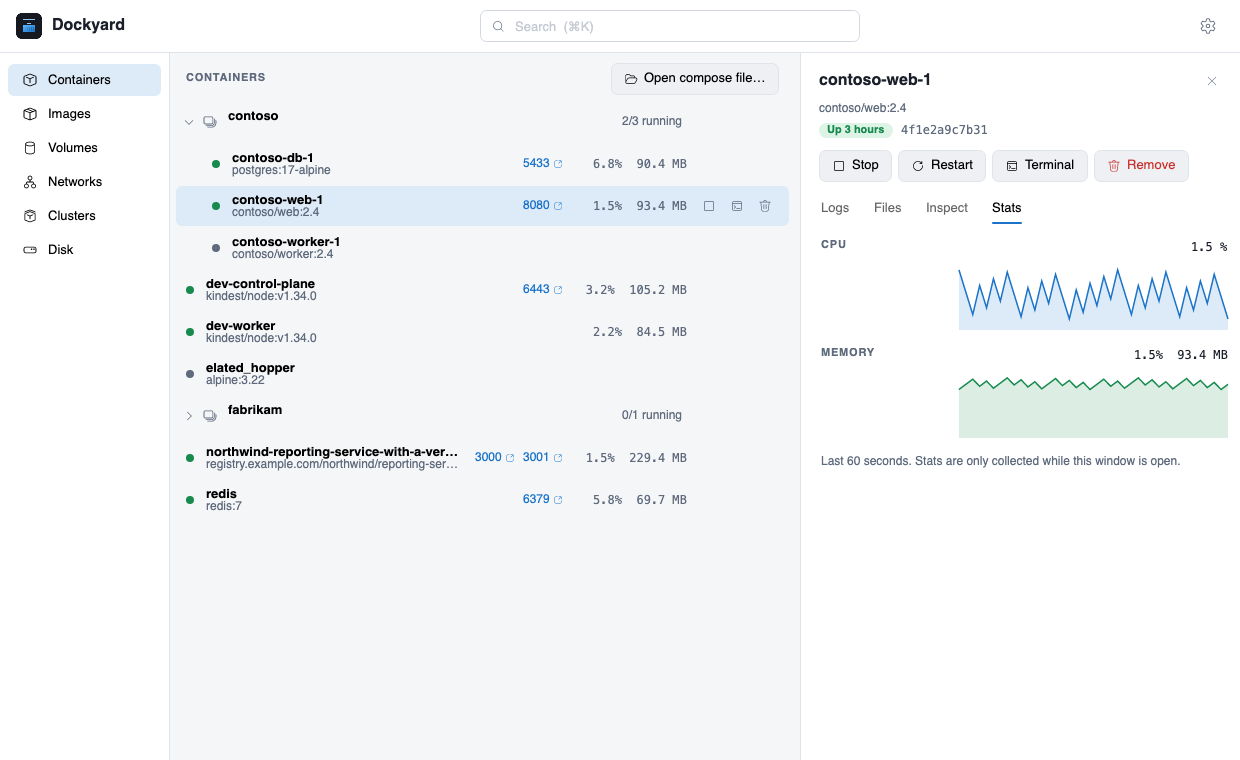 Dockyard
Search (⌘K)
Containers
Images
Volumes
Networks
Clusters
Disk
CONTAINERS
Open compose file…
contoso
2/3 running
contoso-db-1
postgres:17-alpine
5433
6.8% 90.4 MB
contoso-web-1
contoso/web:2.4
8080
1.5% 93.4 MB
contoso-worker-1
contoso/worker:2.4
dev-control-plane
kindest/node:v1.34.0
6443
3.2% 105.2 MB
dev-worker
kindest/node:v1.34.0
2.2% 84.5 MB
elated_hopper
alpine:3.22
fabrikam
0/1 running
northwind-reporting-service-with-a-ver…
registry.example.com/northwind/reporting-ser…
3000 3001
1.5% 229.4 MB
redis
redis:7
6379
5.8% 69.7 MB
contoso-web-1
contoso/web:2.4
Up 3 hours 4f1e2a9c7b31
Stop Restart Terminal Remove
Logs Files Inspect Stats
CPU
1.5 %
MEMORY
1.5% 93.4 MB
Last 60 seconds. Stats are only collected while this window is open.